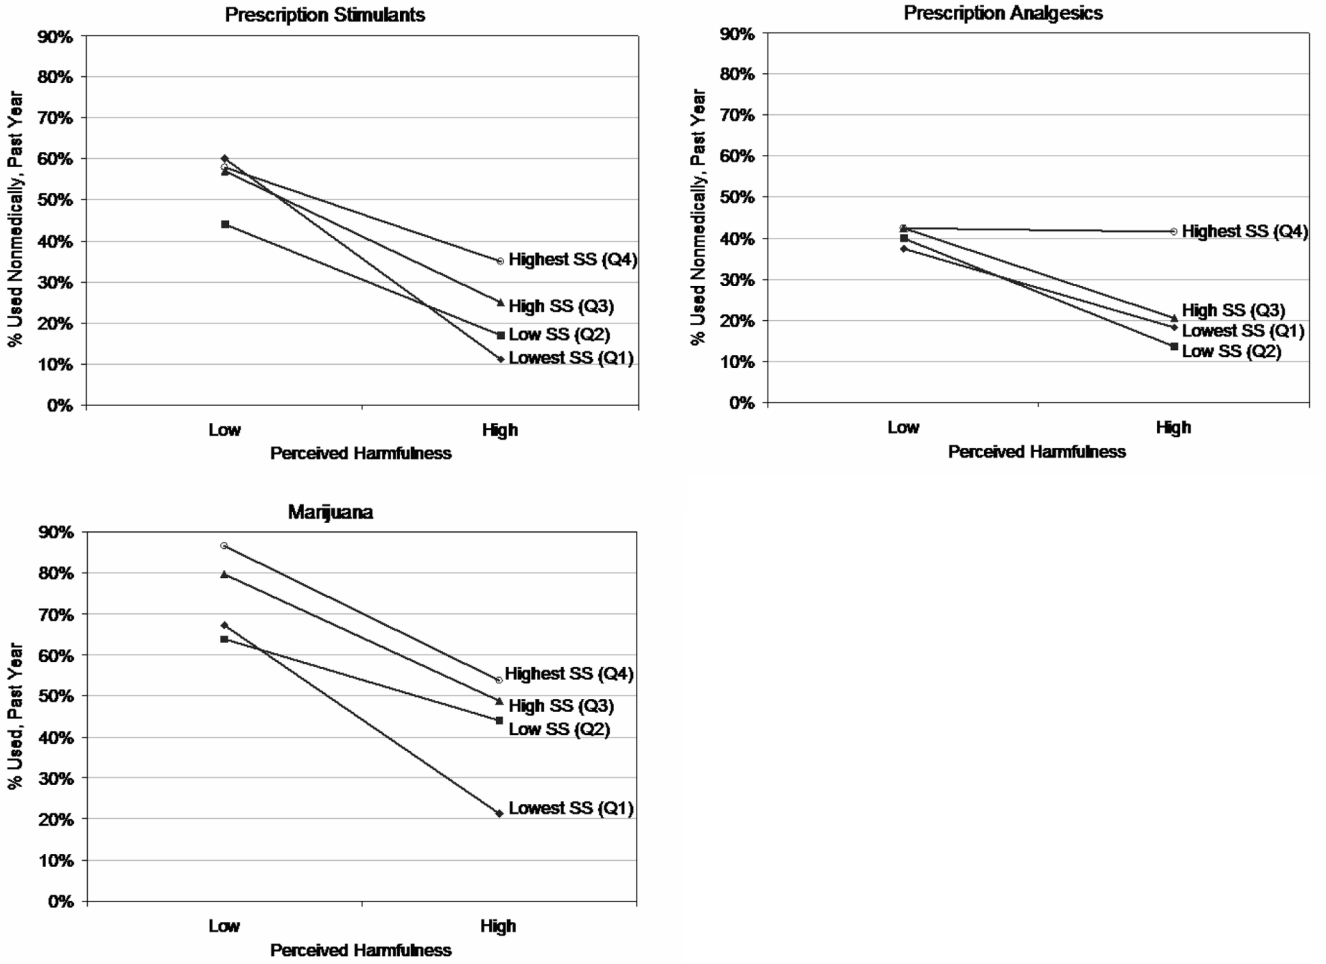 Prescription Stimulants
% Used Nonmedically, Past Year
90%
80%
70%
60%
50%
40%
30%
20%
10%
0%
Highest SS (Q4)
High SS (Q3)
Low SS (Q2)
Lowest SS (Q1)
Low
High
Perceived Harmfulness
Prescription Analgesics
% Used Nonmedically, Past Year
90%
80%
70%
60%
50%
40%
30%
20%
10%
0%
Highest SS (Q4)
High SS (Q3)
Lowest SS (Q1)
Low SS (Q2)
Low
High
Perceived Harmfulness
Marijuana
% Used, Past Year
90%
80%
70%
60%
50%
40%
30%
20%
10%
0%
Highest SS (Q4)
High SS (Q3)
Low SS (Q2)
Lowest SS (Q1)
Low
High
Perceived Harmfulness